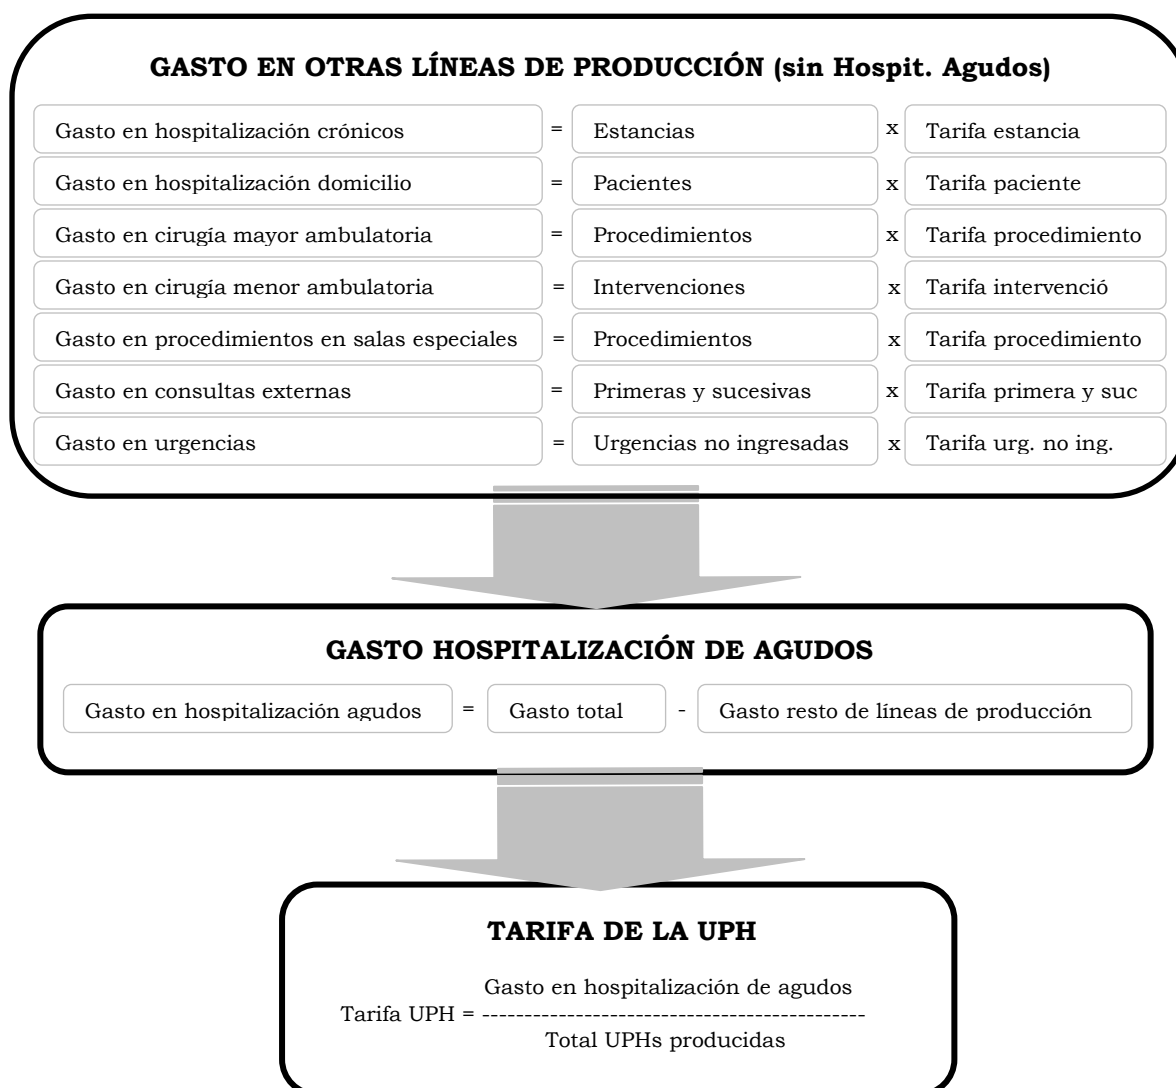 GASTO EN OTRAS LÍNEAS DE PRODUCCIÓN (sin Hospit. Agudos)
Gasto en hospitalización crónicos = Estancias x Tarifa estancia
Gasto en hospitalización domicilio = Pacientes x Tarifa paciente
Gasto en cirugía mayor ambulatoria = Procedimientos x Tarifa procedimiento
Gasto en cirugía menor ambulatoria = Intervenciones x Tarifa intervenció
Gasto en procedimientos en salas especiales = Procedimientos x Tarifa procedimiento
Gasto en consultas externas = Primeras y sucesivas x Tarifa primera y suc
Gasto en urgencias = Urgencias no ingresadas x Tarifa urg. no ing.
GASTO HOSPITALIZACIÓN DE AGUDOS
Gasto en hospitalización agudos = Gasto total - Gasto resto de líneas de producción
TARIFA DE LA UPH
Gasto en hospitalización de agudos
Tarifa UPH = ---------------------------------------------
Total UPHs producidas